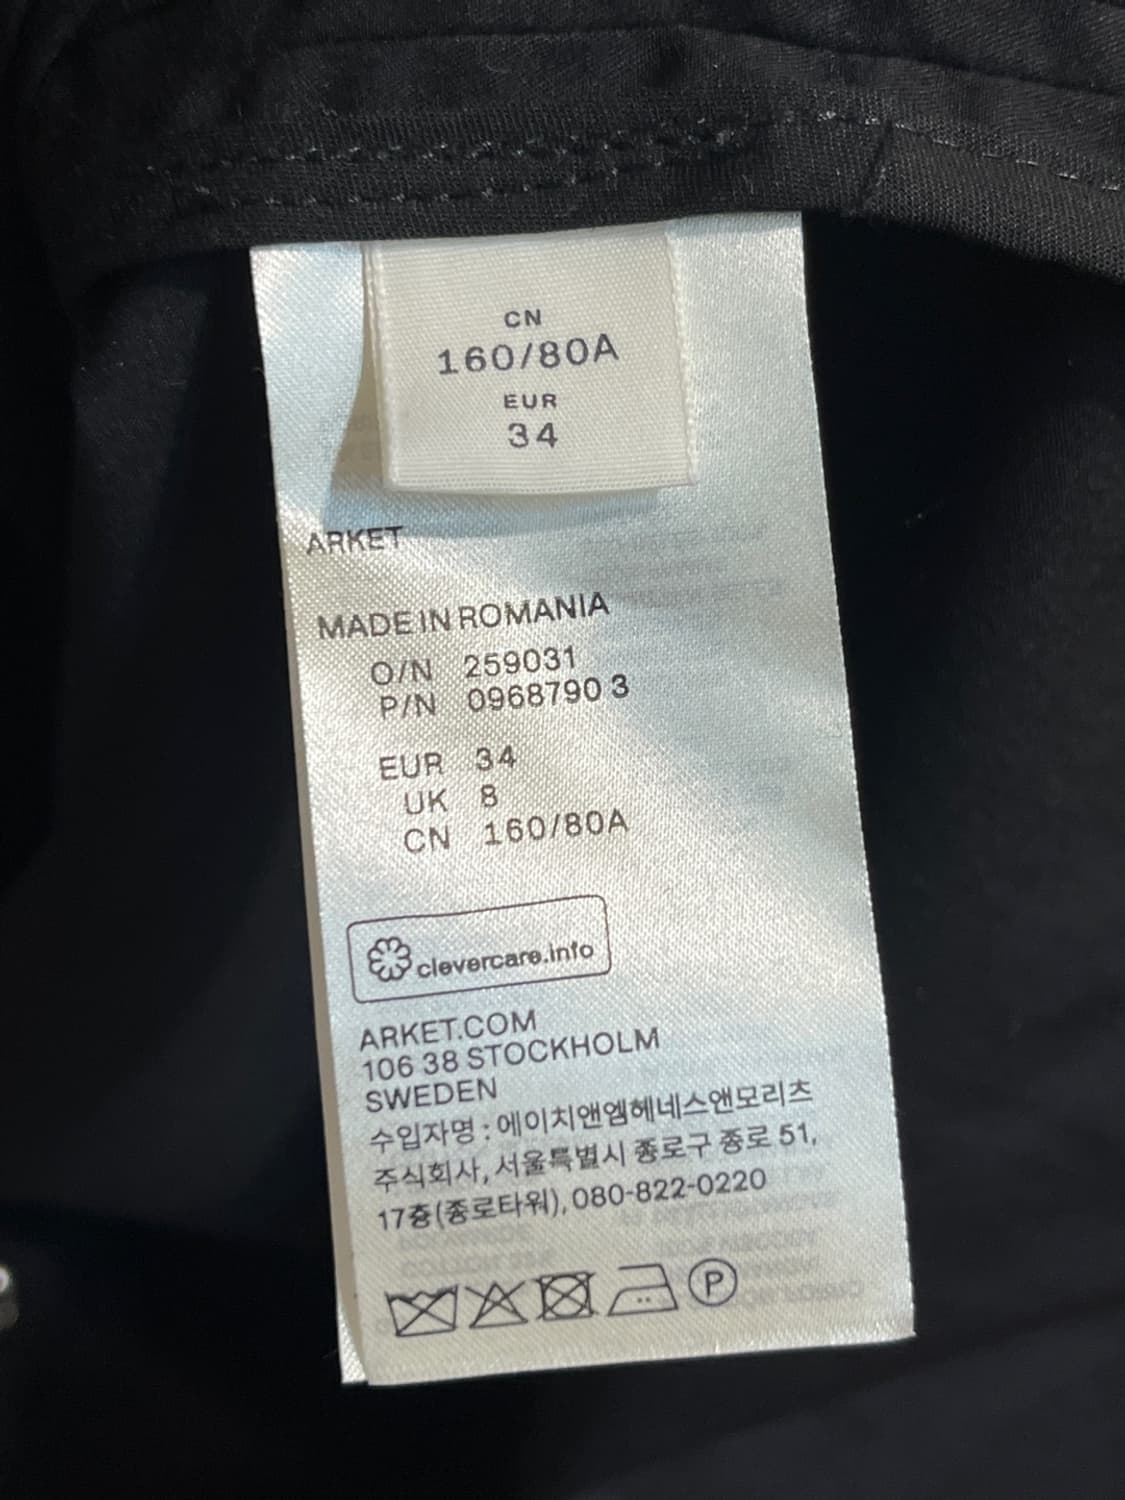 CN
160/80A
EUR
34
ARKET
MADE IN ROMANIA
O/N 259031
P/N 0968790 3
EUR 34
UK 8
CN 160/80A
clevercare.info
ARKET.COM
106 38 STOCKHOLM
SWEDEN
수입자명 : 에이치앤엠헤네스앤모리츠
주식회사, 서울특별시 종로구 종로 51,
17층(종로타워), 080-822-0220
P